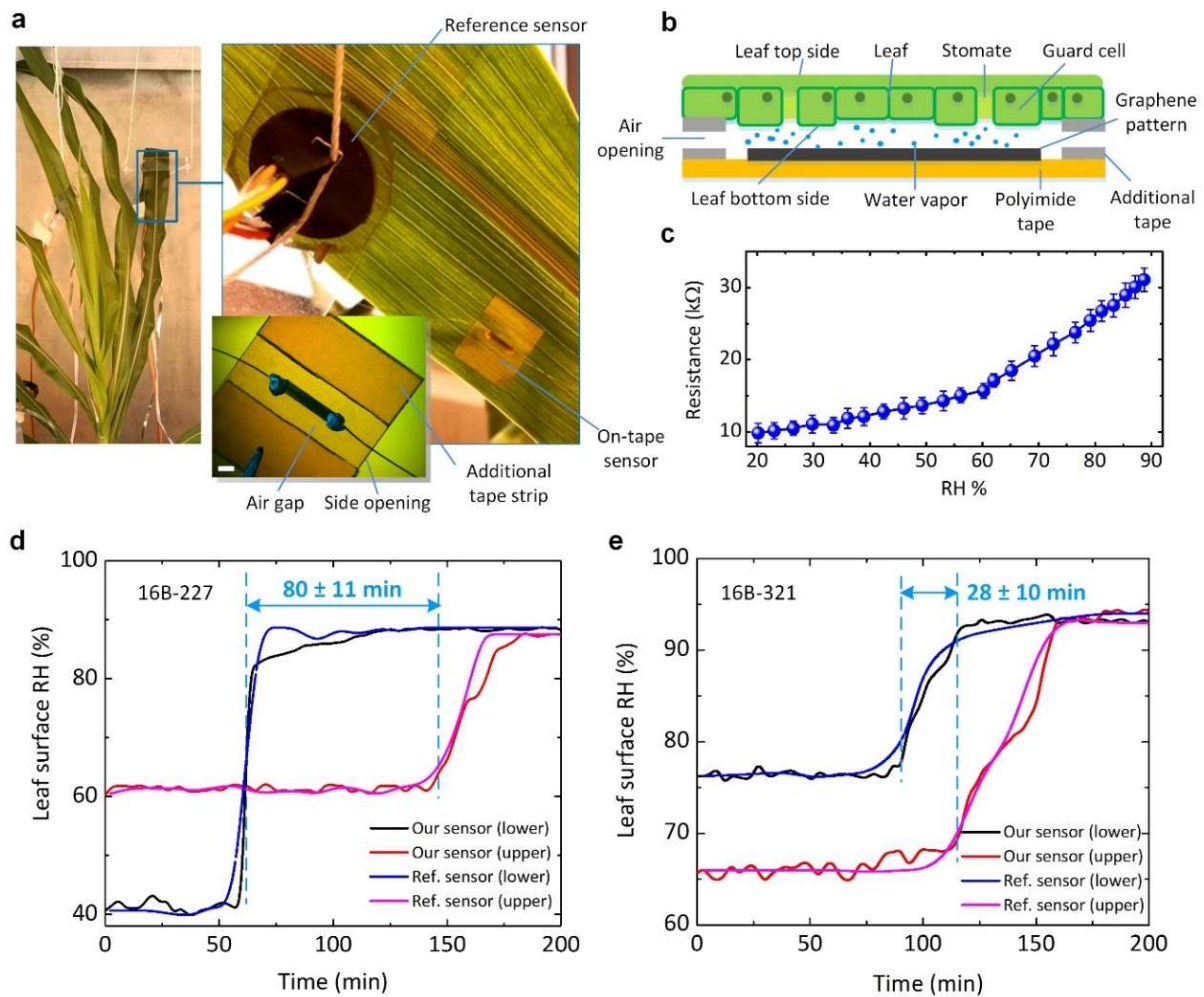 a
Reference sensor
On-tape
sensor
Additional
tape strip
Air gap
Side opening
b
Leaf top side
Leaf
Stomate
Guard cell
Graphene
pattern
Air
opening
Leaf bottom side
Water vapor
Polyimide
tape
Additional
tape
c
Resistance (kΩ)
30
20
10
20 30 40 50 60 70 80 90
RH %
d
Leaf surface RH (%)
100
80
60
40
16B-227
80 ± 11 min
Our sensor (lower)
Our sensor (upper)
Ref. sensor (lower)
Ref. sensor (upper)
0 50 100 150 200
Time (min)
e
Leaf surface RH (%)
100
90
80
70
60
16B-321
28 ± 10 min
Our sensor (lower)
Our sensor (upper)
Ref. sensor (lower)
Ref. sensor (upper)
0 50 100 150 200
Time (min)